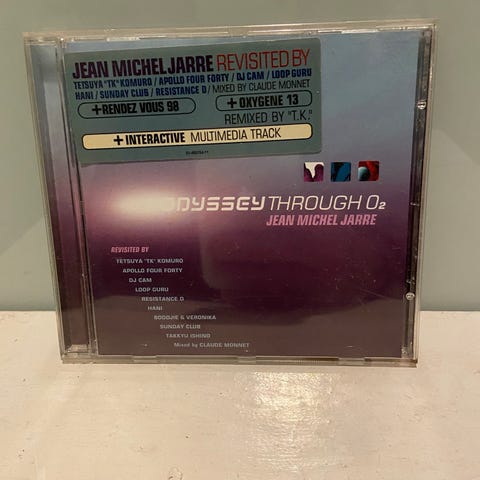 JEAN MICHEL JARRE REVISITED BY
TETSUYA "TK" KOMURO / APOLLO FOUR FORTY / DJ CAM / LOOP GURU
HANI / SUNDAY CLUB / RESISTANCE D / MIXED BY CLAUDE MONNET
+RENDEZ VOUS 98
+OXYGENE 13
REMIXED BY "T.K."
+INTERACTIVE MULTIMEDIA TRACK
ODYSSEY THROUGH O2
JEAN MICHEL JARRE
REVISITED BY
TETSUYA "TK" KOMURO
APOLLO FOUR FORTY
DJ CAM
LOOP GURU
RESISTANCE D
HANI
BOODJIE & VERONIKA
SUNDAY CLUB
TAKKYU ISHINO
Mixed by CLAUDE MONNET